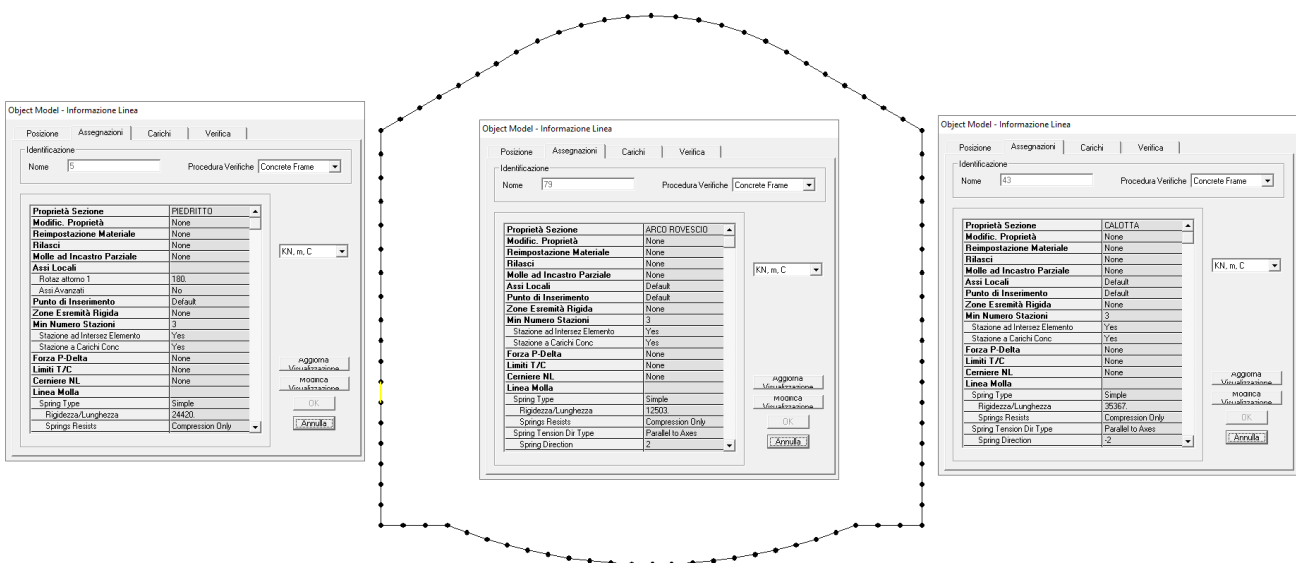 Object Model - Informazione Linea
Posizione Assegnazioni Carichi Verifica
Identificazione
Nome 5 Procedura Verifiche Concrete Frame
Proprietà Sezione PIEDRITTO
Modific. Proprietà None
Reimpostazione Materiale None
Rilasci None
Molle ad Incastro Parziale None
Assi Locali
Rotaz attorno 1 180.
Assi Avanzati No
Punto di Inserimento Default
Zone Esremità Rigida None
Min Numero Stazioni 3
Stazione ad Intersez Elemento Yes
Stazione a Carichi Conc Yes
Forza P-Delta None
Limiti T/C None
Cerniere NL None
Linea Molla
Spring Type Simple
Rigidezza/Lunghezza 24420.
Springs Resists Compression Only
KN, m, C
Aggiorna Visualizzazione
Modifica Visualizzazione
OK
Annulla
Object Model - Informazione Linea
Posizione Assegnazioni Carichi Verifica
Identificazione
Nome 79 Procedura Verifiche Concrete Frame
Proprietà Sezione ARCO ROVESCIO
Modific. Proprietà None
Reimpostazione Materiale None
Rilasci None
Molle ad Incastro Parziale None
Assi Locali Default
Punto di Inserimento Default
Zone Esremità Rigida None
Min Numero Stazioni 3
Stazione ad Intersez Elemento Yes
Stazione a Carichi Conc Yes
Forza P-Delta None
Limiti T/C None
Cerniere NL None
Linea Molla
Spring Type Simple
Rigidezza/Lunghezza 12503.
Springs Resists Compression Only
Spring Tension Dir Type Parallel to Axes
Spring Direction 2
KN, m, C
Aggiorna Visualizzazione
Modifica Visualizzazione
OK
Annulla
Object Model - Informazione Linea
Posizione Assegnazioni Carichi Verifica
Identificazione
Nome 43 Procedura Verifiche Concrete Frame
Proprietà Sezione CALOTTA
Modific. Proprietà None
Reimpostazione Materiale None
Rilasci None
Molle ad Incastro Parziale None
Assi Locali Default
Punto di Inserimento Default
Zone Esremità Rigida None
Min Numero Stazioni 3
Stazione ad Intersez Elemento Yes
Stazione a Carichi Conc Yes
Forza P-Delta None
Limiti T/C None
Cerniere NL None
Linea Molla
Spring Type Simple
Rigidezza/Lunghezza 35367.
Springs Resists Compression Only
Spring Tension Dir Type Parallel to Axes
Spring Direction -2
KN, m, C
Aggiorna Visualizzazione
Modifica Visualizzazione
OK
Annulla